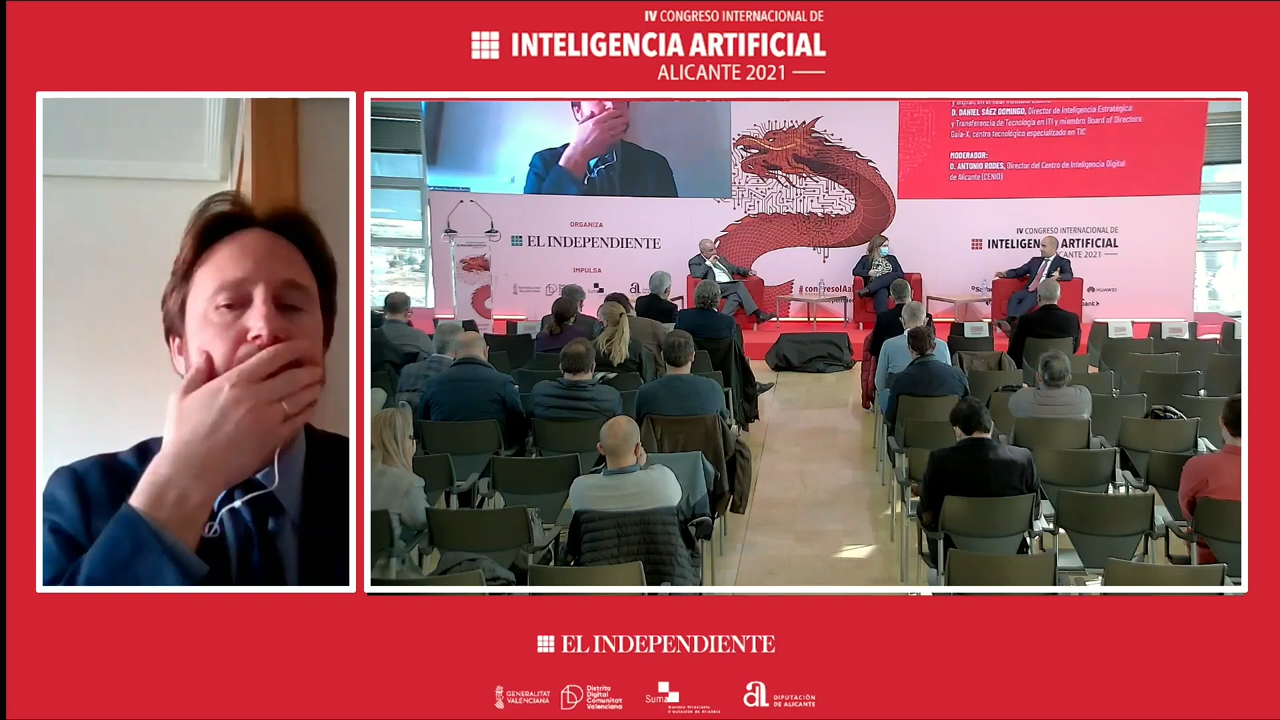 IV CONGRESO INTERNACIONAL DE
INTELIGENCIA ARTIFICIAL
ALICANTE 2021
D. DANIEL SÁEZ DOMINGO, Director de Inteligencia Estratégica
y Transferencia de Tecnología en ITI y miembro Board of Directors
Gaia-X, centro tecnológico especializado en TIC
MODERADOR:
D. ANTONIO RODES, Director del Centro de Inteligencia Digital
de Alicante (CENID)
ORGANIZA
EL INDEPENDIENTE
IMPULSA
IV CONGRESO INTERNACIONAL DE
INTELIGENCIA ARTIFICIAL
CANTE 2021
HUAWEI
EL INDEPENDIENTE
GENERALITAT
VALENCIANA
Distrito
Digital
Comunitat
Valenciana
Suma
DIPUTACIÓN
DE ALICANTE